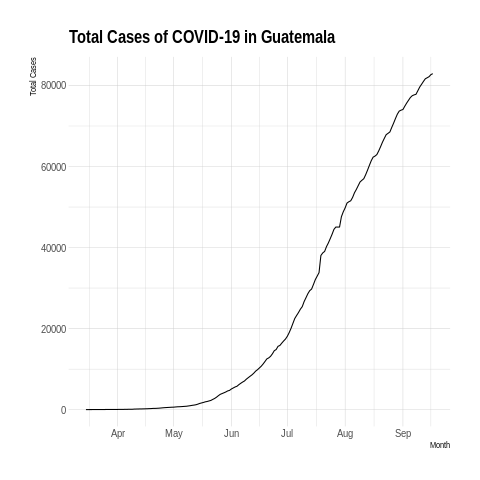 Total Cases of COVID-19 in Guatemala
Total Cases
80000
60000
40000
20000
0
Apr May Jun Jul Aug Sep
Month